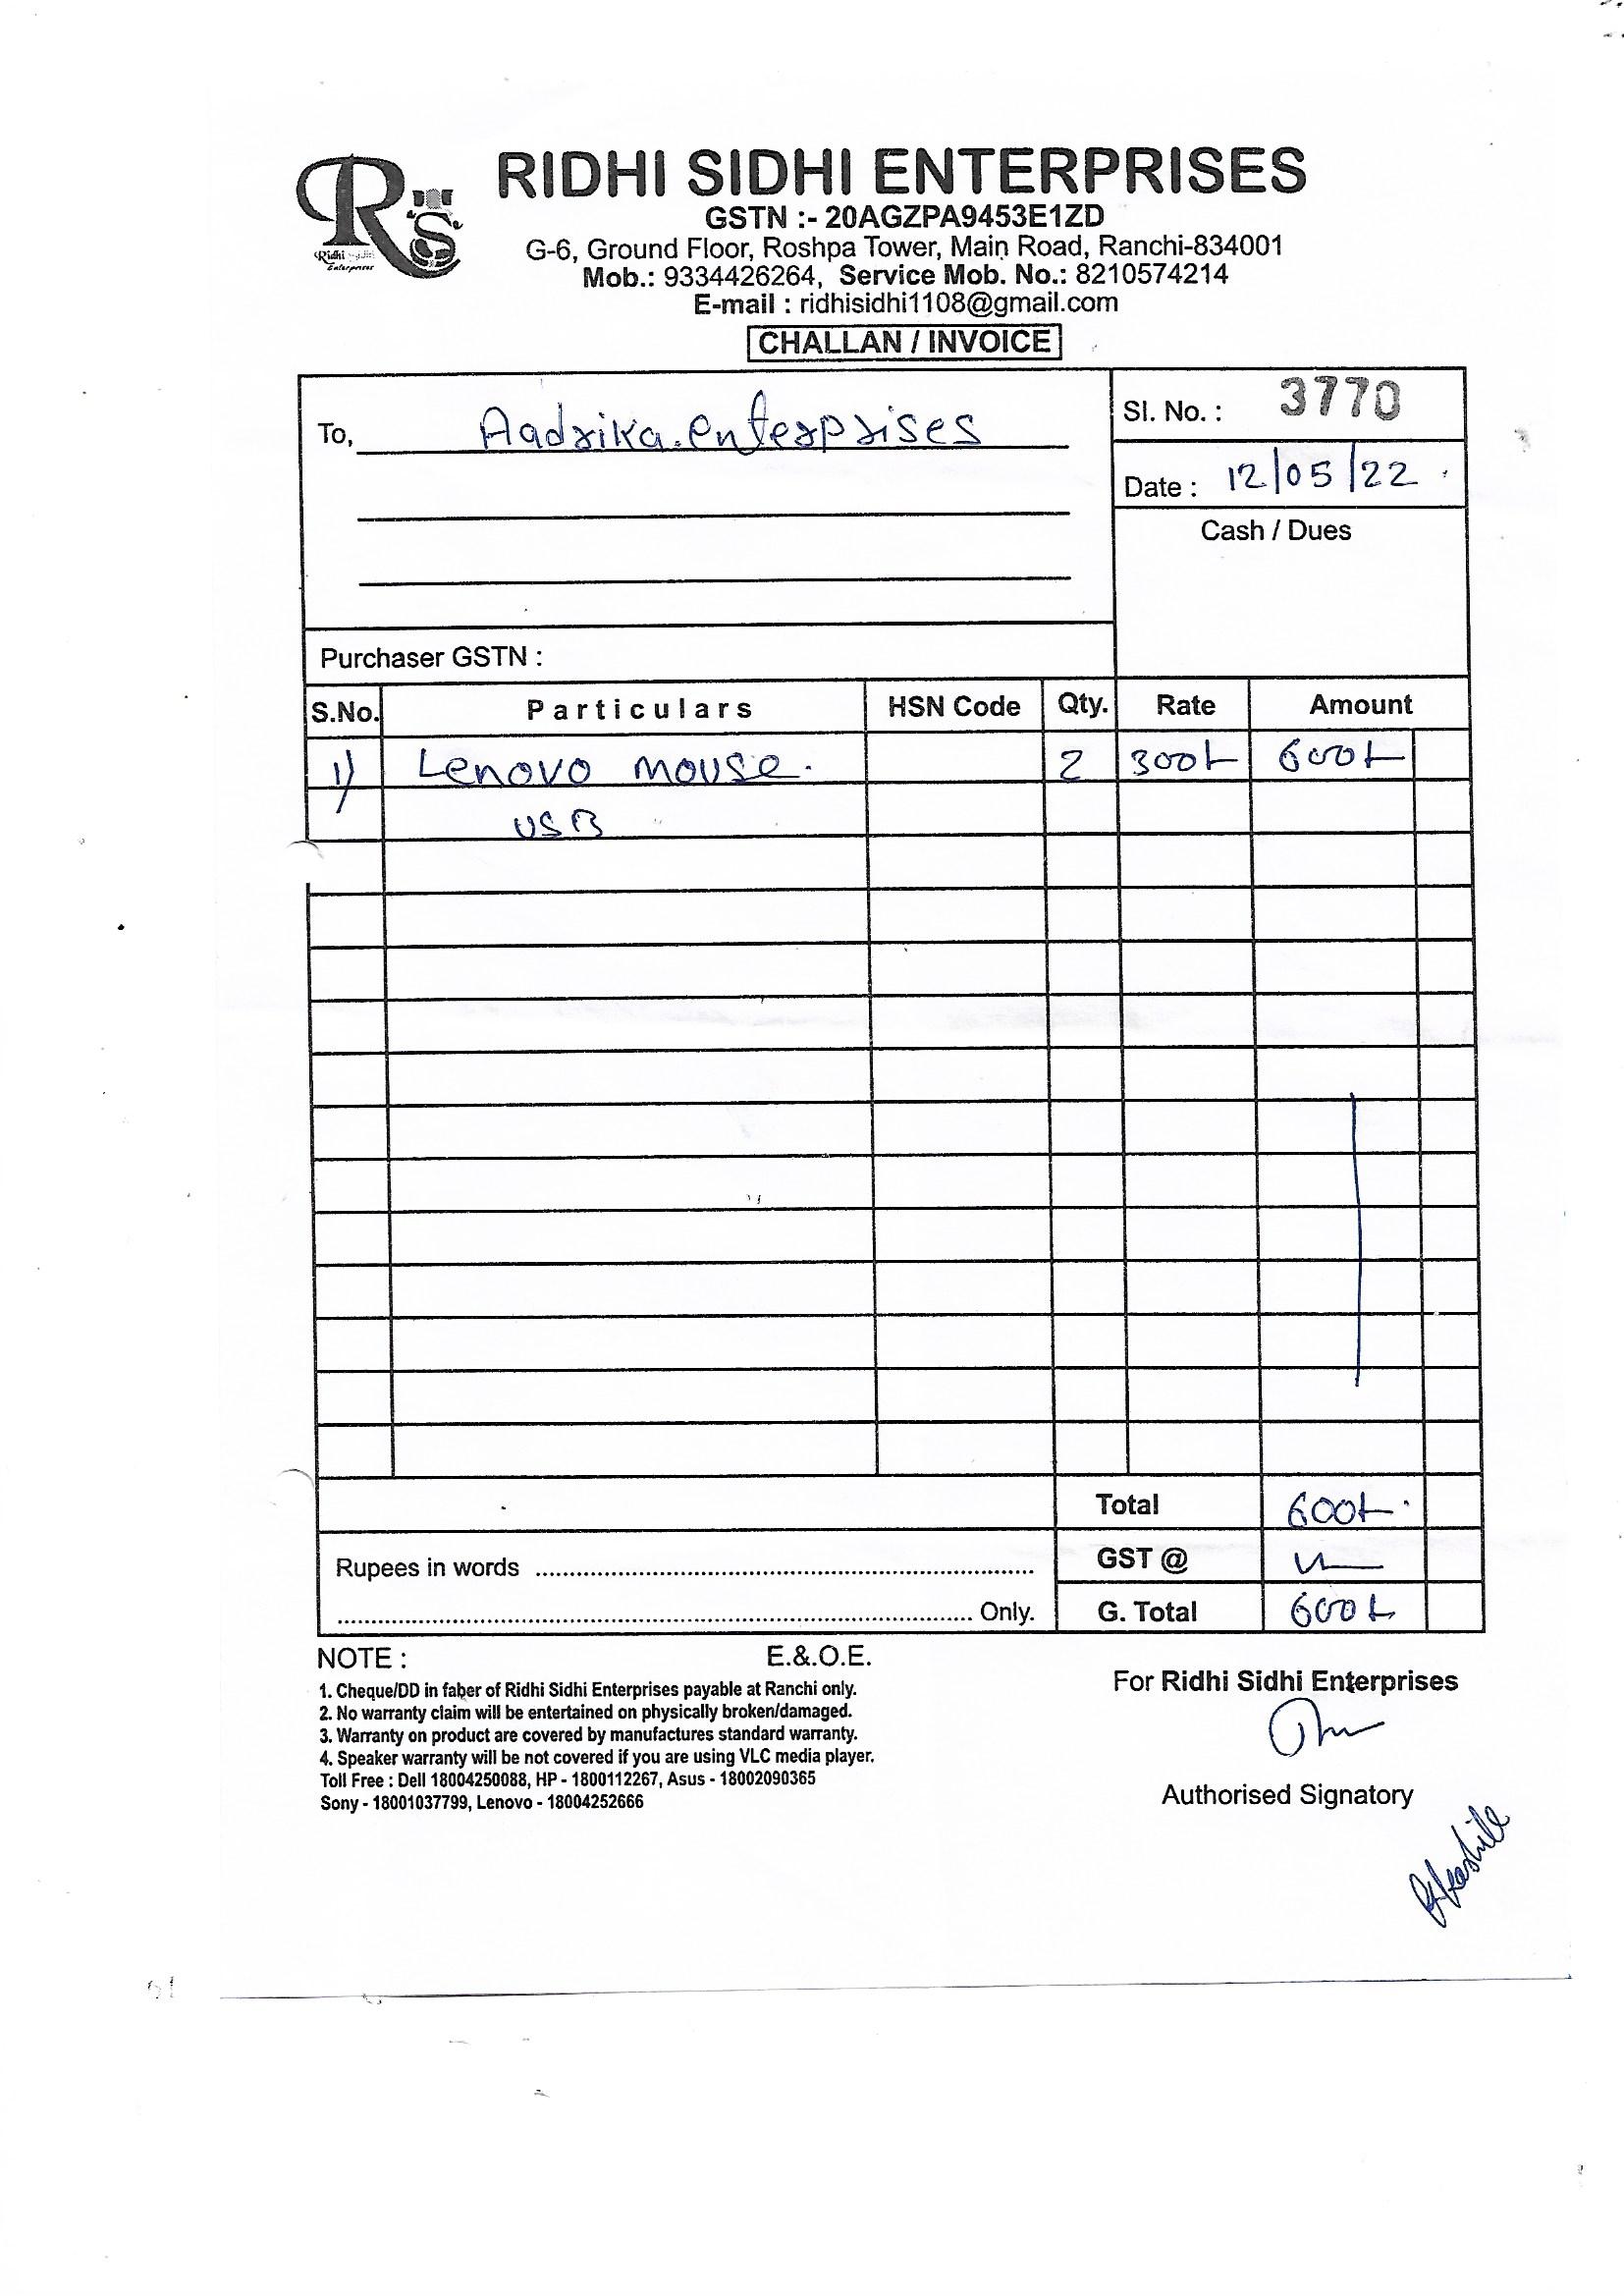 RIDHI SIDHI ENTERPRISES
GSTN :- 20AGZPA9453E1ZD
G-6, Ground Floor, Roshpa Tower, Main Road, Ranchi-834001
Mob.: 9334426264, Service Mob. No.: 8210574214
E-mail : ridhisidhi1108@gmail.com
Rs
Ridhi Sidhi
Enterprises
CHALLAN / INVOICE
To, Aadrika enterprises
Sl. No. : 3770
Date : 12/05/22
Cash / Dues
Purchaser GSTN :
S.No. Particulars HSN Code Qty. Rate Amount
1) Lenovo mouse. 2 300/- 600/-
USB
Total 600/-
Rupees in words
GST @
Only.
G. Total 600/-
NOTE : E.&.O.E.
1. Cheque/DD in faber of Ridhi Sidhi Enterprises payable at Ranchi only.
2. No warranty claim will be entertained on physically broken/damaged.
3. Warranty on product are covered by manufactures standard warranty.
4. Speaker warranty will be not covered if you are using VLC media player.
Toll Free : Dell 18004250088, HP - 1800112267, Asus - 18002090365
Sony - 18001037799, Lenovo - 18004252666
For Ridhi Sidhi Enterprises
Authorised Signatory